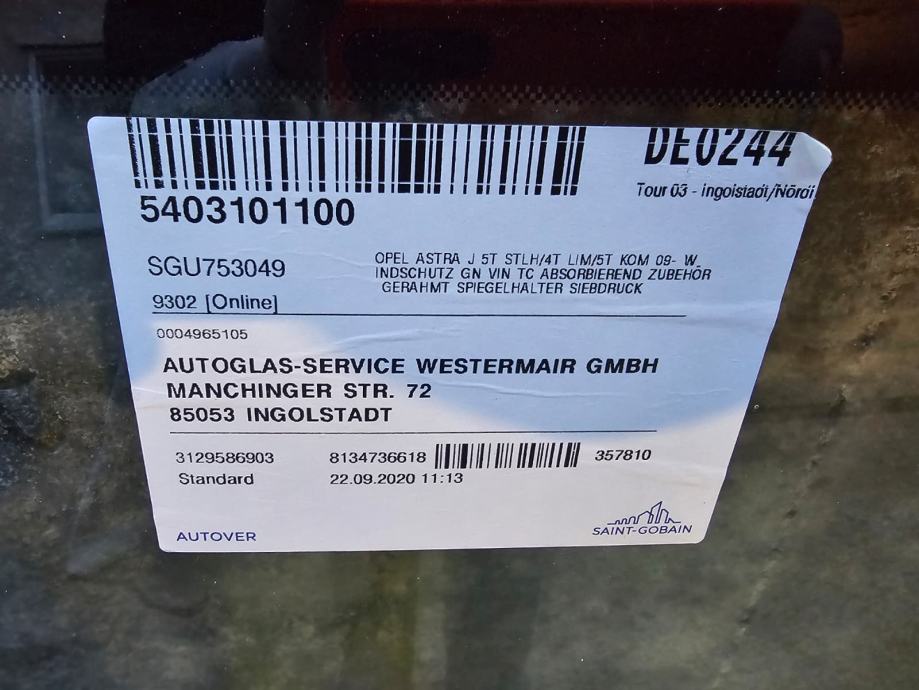 DE0244
Tour 03 - Ingolstadt/Nördl
5403101100
SGU753049
OPEL ASTRA J 5T STLH/4T LIM/5T KOM 09- W
INDSCHUTZ GN VIN TC ABSORBIEREND ZUBEHÖR
GERAHMT SPIEGELHALTER SIEBDRUCK
9302 [Online]
0004965105
AUTOGLAS-SERVICE WESTERMAIR GMBH
MANCHINGER STR. 72
85053 INGOLSTADT
3129586903 8134736618 357810
Standard 22.09.2020 11:13
AUTOVER SAINT-GOBAIN